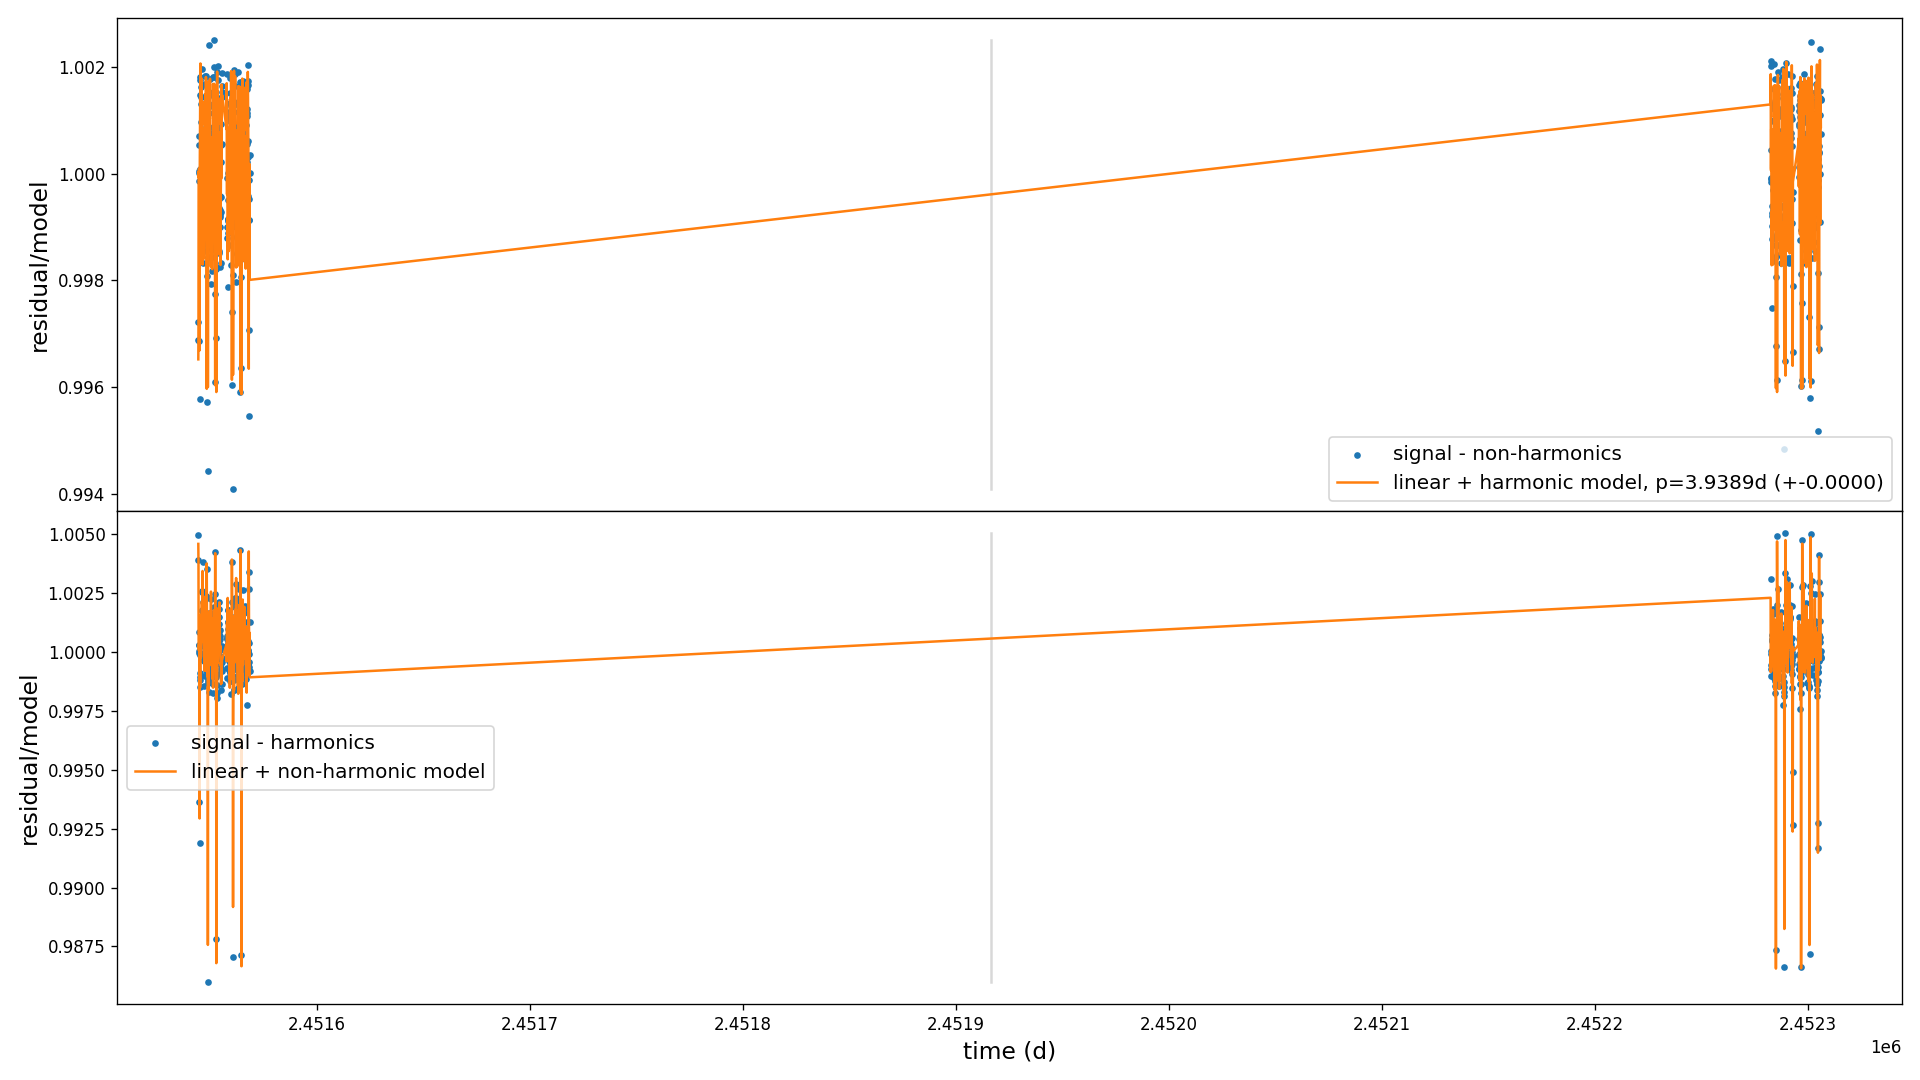 1.002
1.000
0.998
0.996
0.994
residual/model
signal - non-harmonics
linear + harmonic model, p=3.9389d (+-0.0000)
1.0050
1.0025
1.0000
0.9975
0.9950
0.9925
0.9900
0.9875
residual/model
signal - harmonics
linear + non-harmonic model
2.4516
2.4517
2.4518
2.4519
2.4520
2.4521
2.4522
2.4523
1e6
time (d)